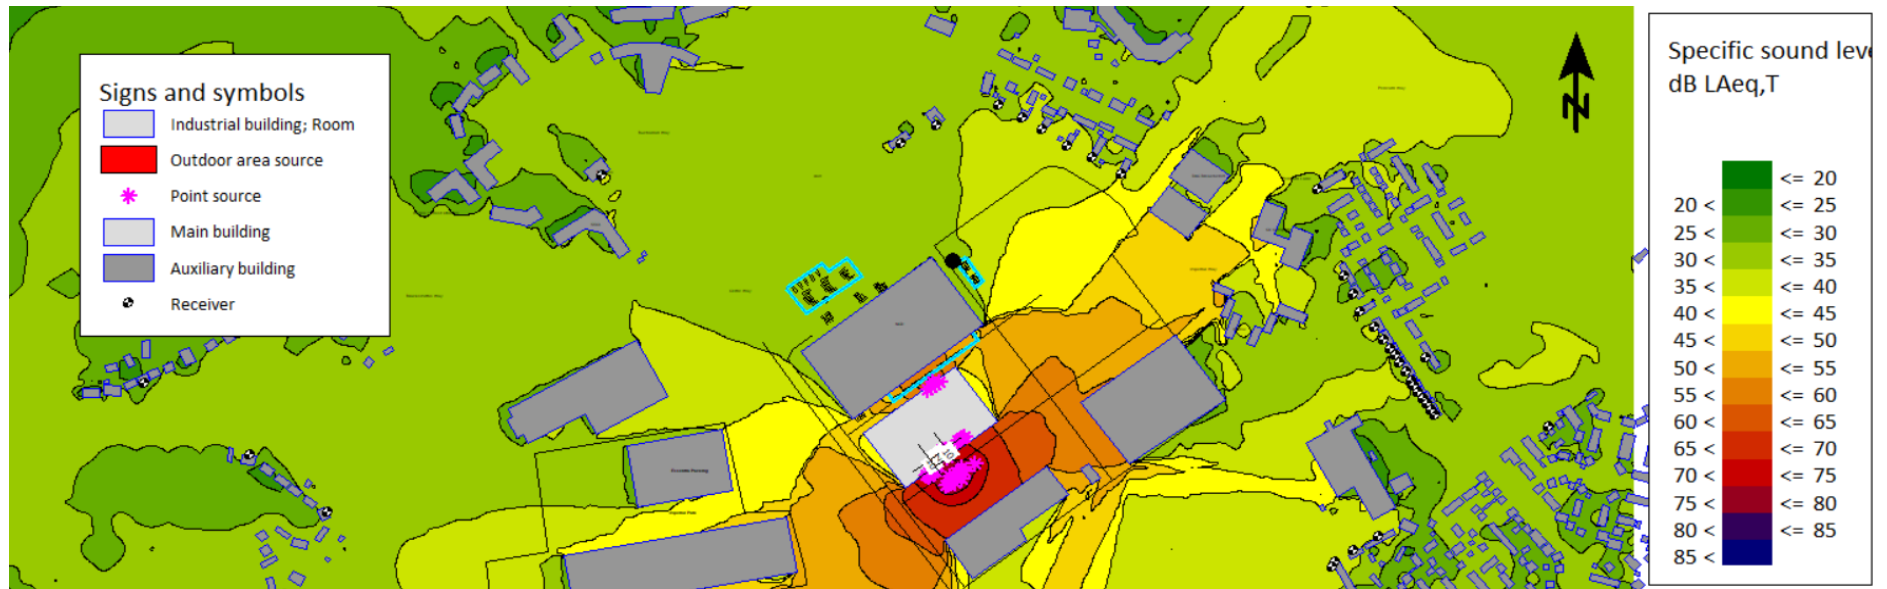 Signs and symbols
Industrial building; Room
Outdoor area source
Point source
Main building
Auxiliary building
Receiver
N
Specific sound leve
dB LAeq,T
<= 20
20 < <= 25
25 < <= 30
30 < <= 35
35 < <= 40
40 < <= 45
45 < <= 50
50 < <= 55
55 < <= 60
60 < <= 65
65 < <= 70
70 < <= 75
75 < <= 80
80 < <= 85
85 <